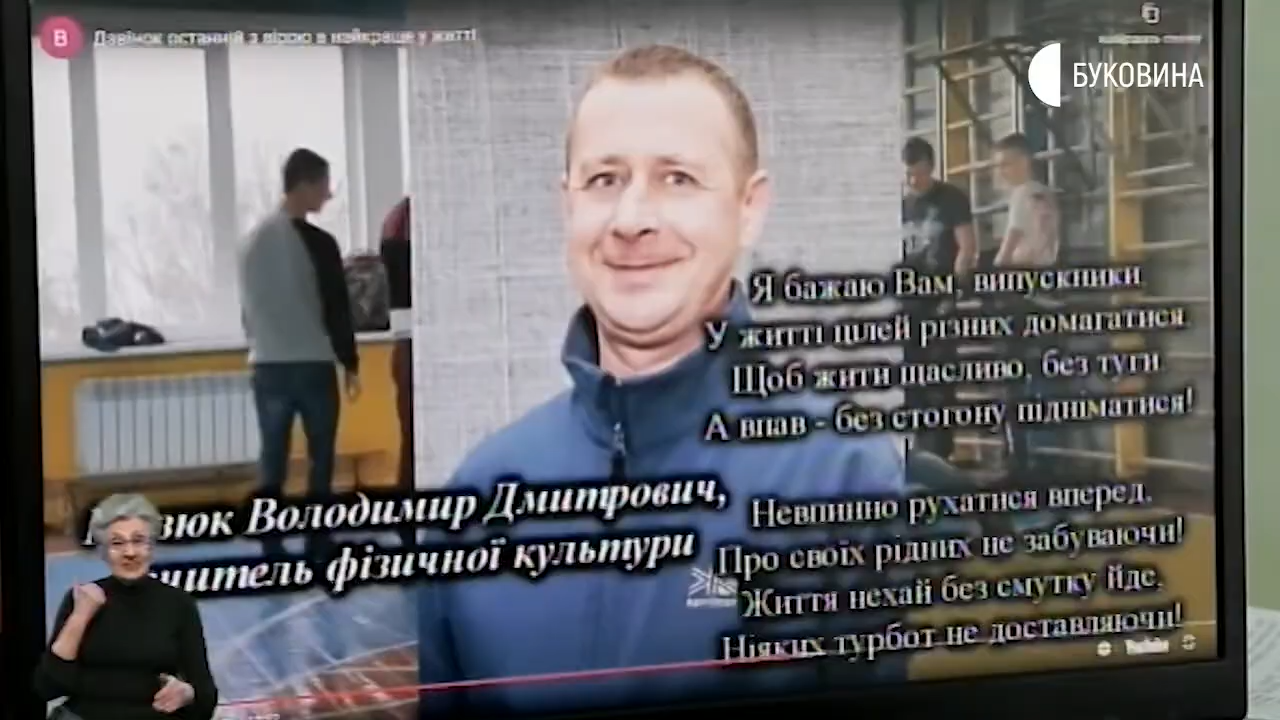 В
Дзвінок останній з вірою в найкраще у житті
БУКОВИНА
Я бажаю Вам, випускники
У житті цілей різних домагатися
Щоб жити щасливо, без туги
А впав - без стогону підніматися!
Володимир Дмитрович,
учитель фізичної культури
Невпинно рухатися вперед,
Про своїх рідних не забуваючи!
Життя нехай без смутку йде,
Ніяких турбот не доставляючи!
YouTube